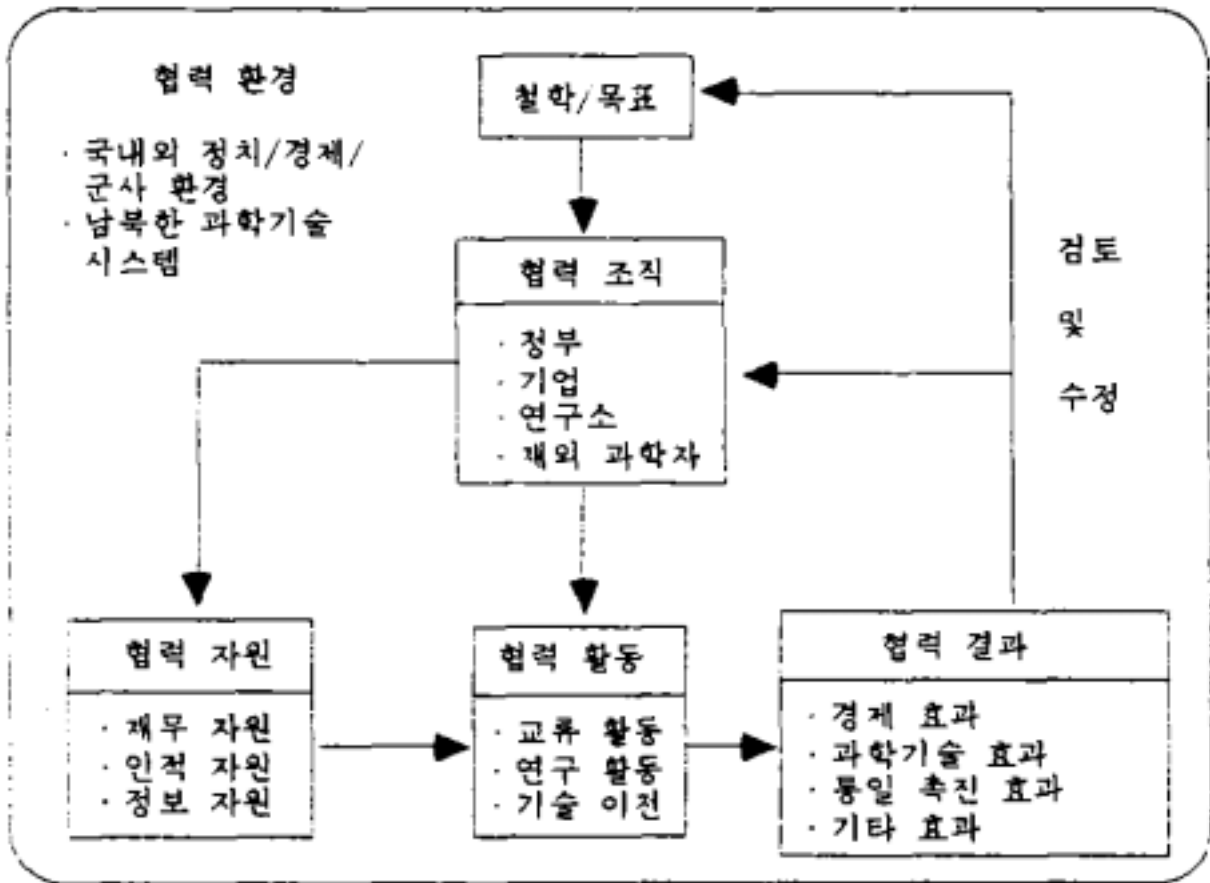 협력 환경
· 국내외 정치/경제/
군사 환경
· 남북한 과학기술
시스템
철학/목표
협력 조직
· 정부
· 기업
· 연구소
· 재외 과학자
검토
및
수정
협력 자원
· 재무 자원
· 인적 자원
· 정보 자원
협력 활동
· 교류 활동
· 연구 활동
· 기술 이전
협력 결과
· 경제 효과
· 과학기술 효과
· 통일 촉진 효과
· 기타 효과